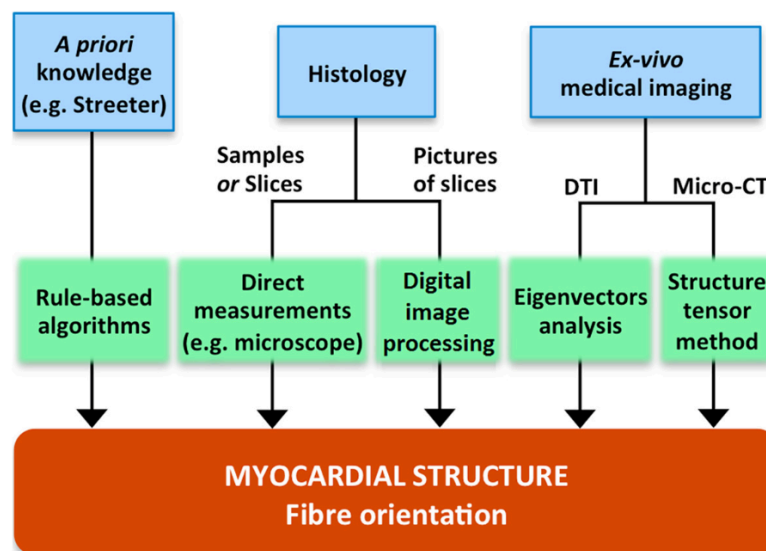 A priori
knowledge
(e.g. Streeter)
Histology
Ex-vivo
medical imaging
Samples
or Slices
Pictures
of slices
DTI
Micro-CT
Rule-based
algorithms
Direct
measurements
(e.g. microscope)
Digital
image
processing
Eigenvectors
analysis
Structure
tensor
method
MYOCARDIAL STRUCTURE
Fibre orientation